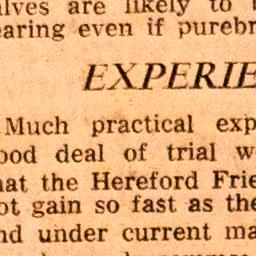 alves are likely to
earing even if purebr
EXPERIE
Much practical exp
ood deal of trial w
hat the Hereford Frie
ot gain so fast as the
nd under current ma